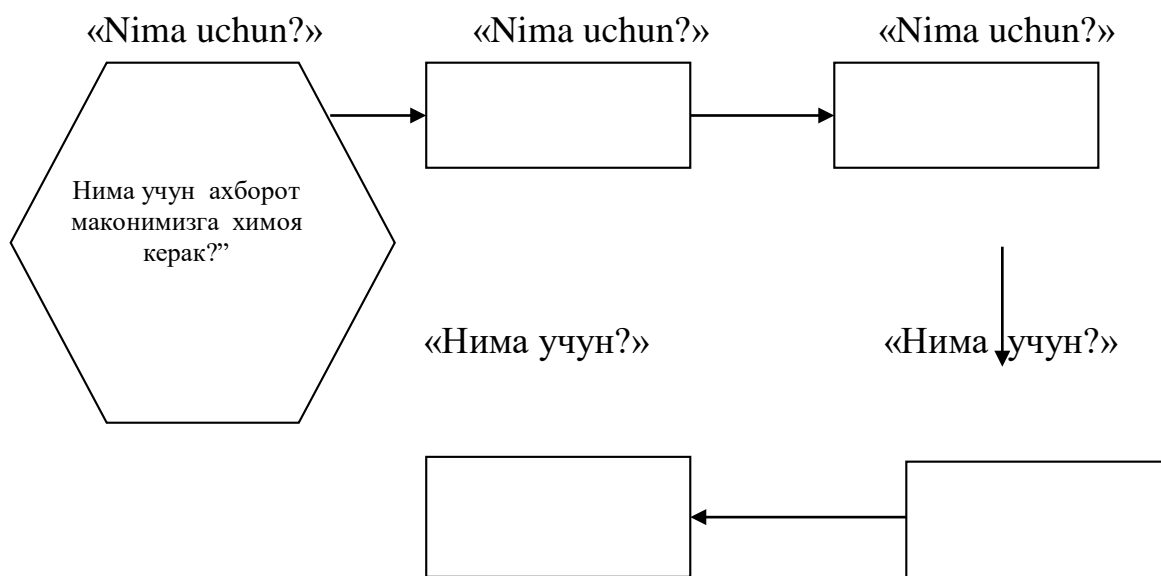 «Nima uchun?» «Nima uchun?» «Nima uchun?»
Нима учун ахборот
маконимизга химоя
керак?”
«Нима учун?» «Нима учун?»